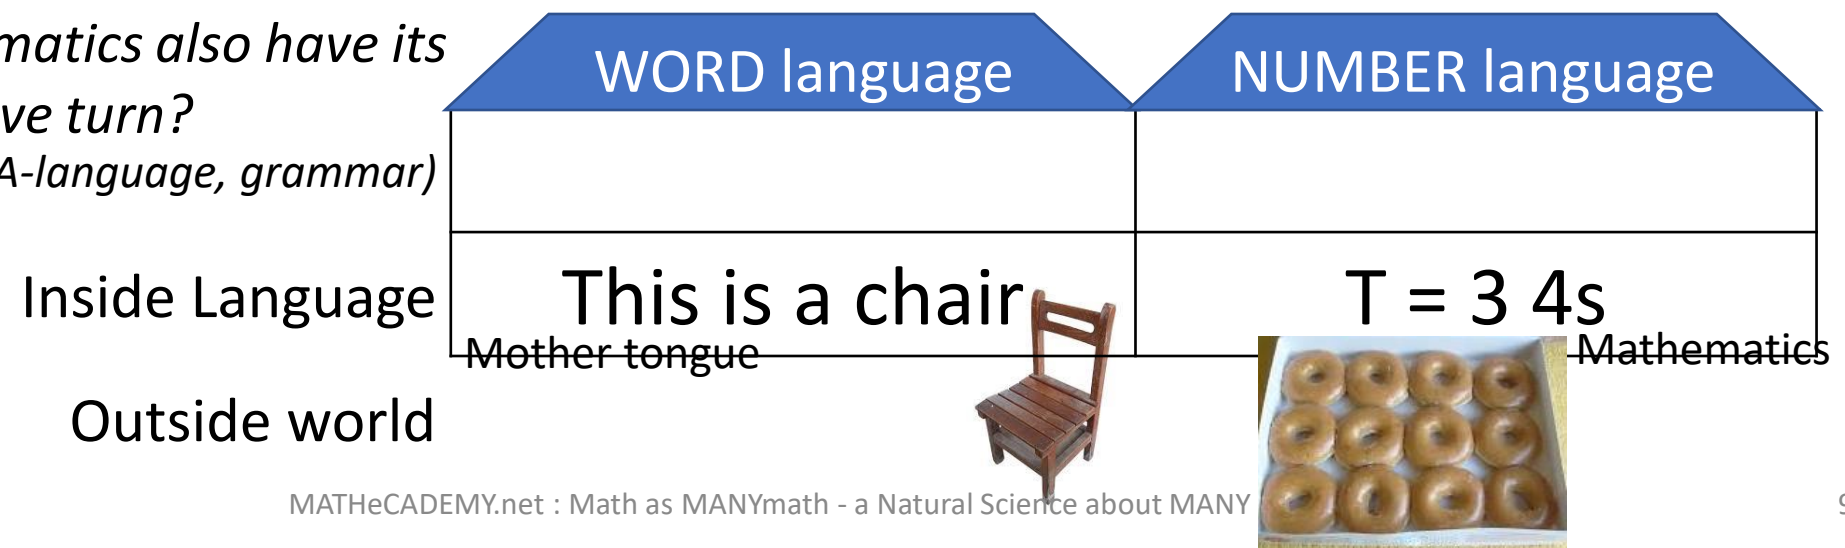 matics also have its
ve turn?
A-language, grammar)
WORD language
NUMBER language
Inside Language
This is a chair
T = 3 4s
Mother tongue
Mathematics
Outside world
MATHeCADEMY.net : Math as MANYmath - a Natural Science about MANY
9